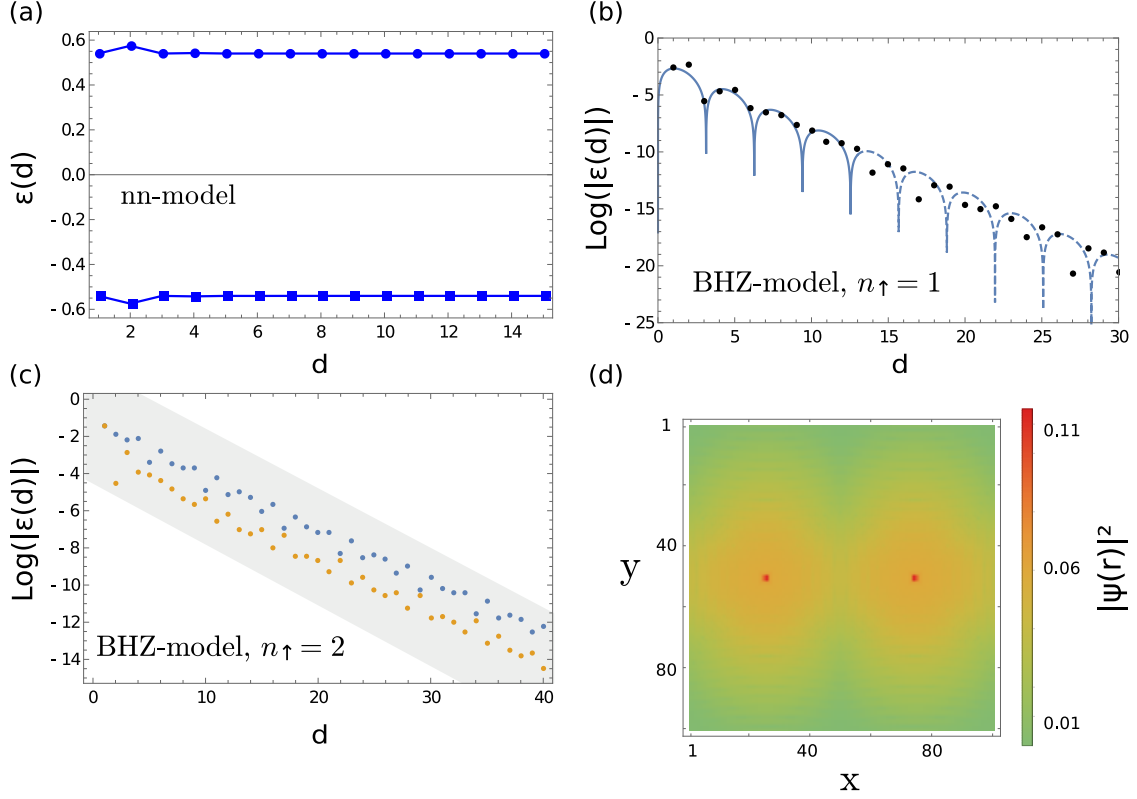 (a)
0.6
0.4
0.2
0.0
- 0.2
- 0.4
- 0.6
ε(d)
nn-model
2 4 6 8 10 12 14
d
(b)
0
- 5
- 10
- 15
- 20
- 25
Log(|ε(d)|)
BHZ-model, n↑ = 1
0 5 10 15 20 25 30
d
(c)
0
- 2
- 4
- 6
- 8
- 10
- 12
- 14
Log(|ε(d)|)
BHZ-model, n↑ = 2
0 10 20 30 40
d
(d)
1
40
80
y
1 40 80
x
0.11
0.06
0.01
|ψ(r)|²